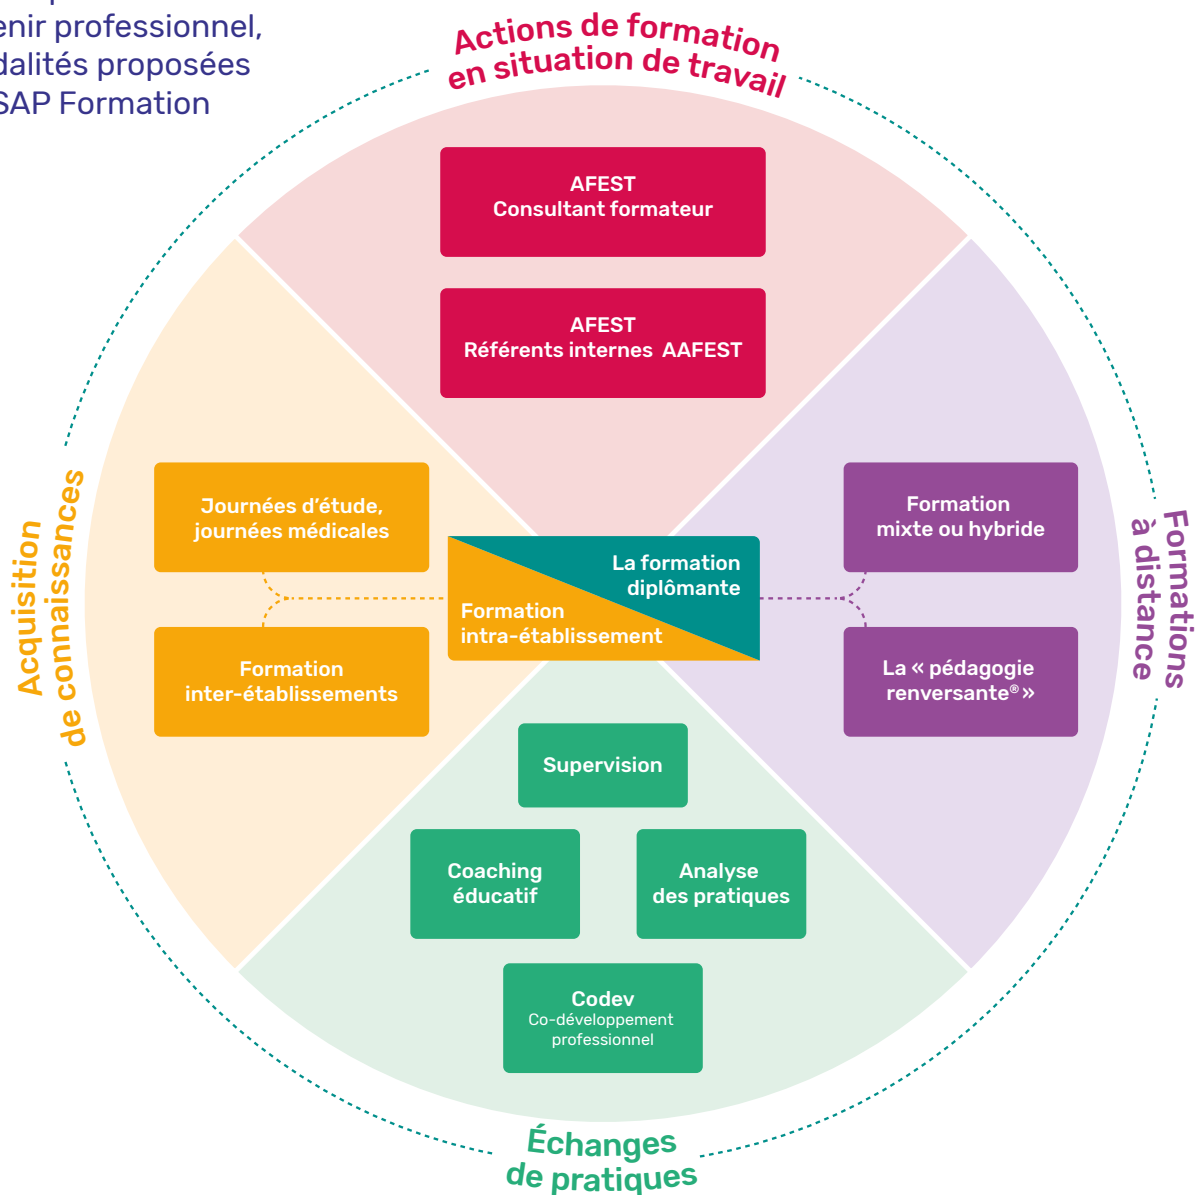 enir professionnel,
dalités proposées
SAP Formation
Actions de formation
en situation de travail
AFEST
Consultant formateur
AFEST
Référents internes AAFEST
Acquisition
de connaissances
Journées d’étude,
journées médicales
Formation
inter-établissements
La formation
diplômante
Formation
intra-établissement
Formation
mixte ou hybride
La « pédagogie
renversante® »
Formations
à distance
Supervision
Coaching
éducatif
Analyse
des pratiques
Codev
Co-développement
professionnel
Échanges
de pratiques